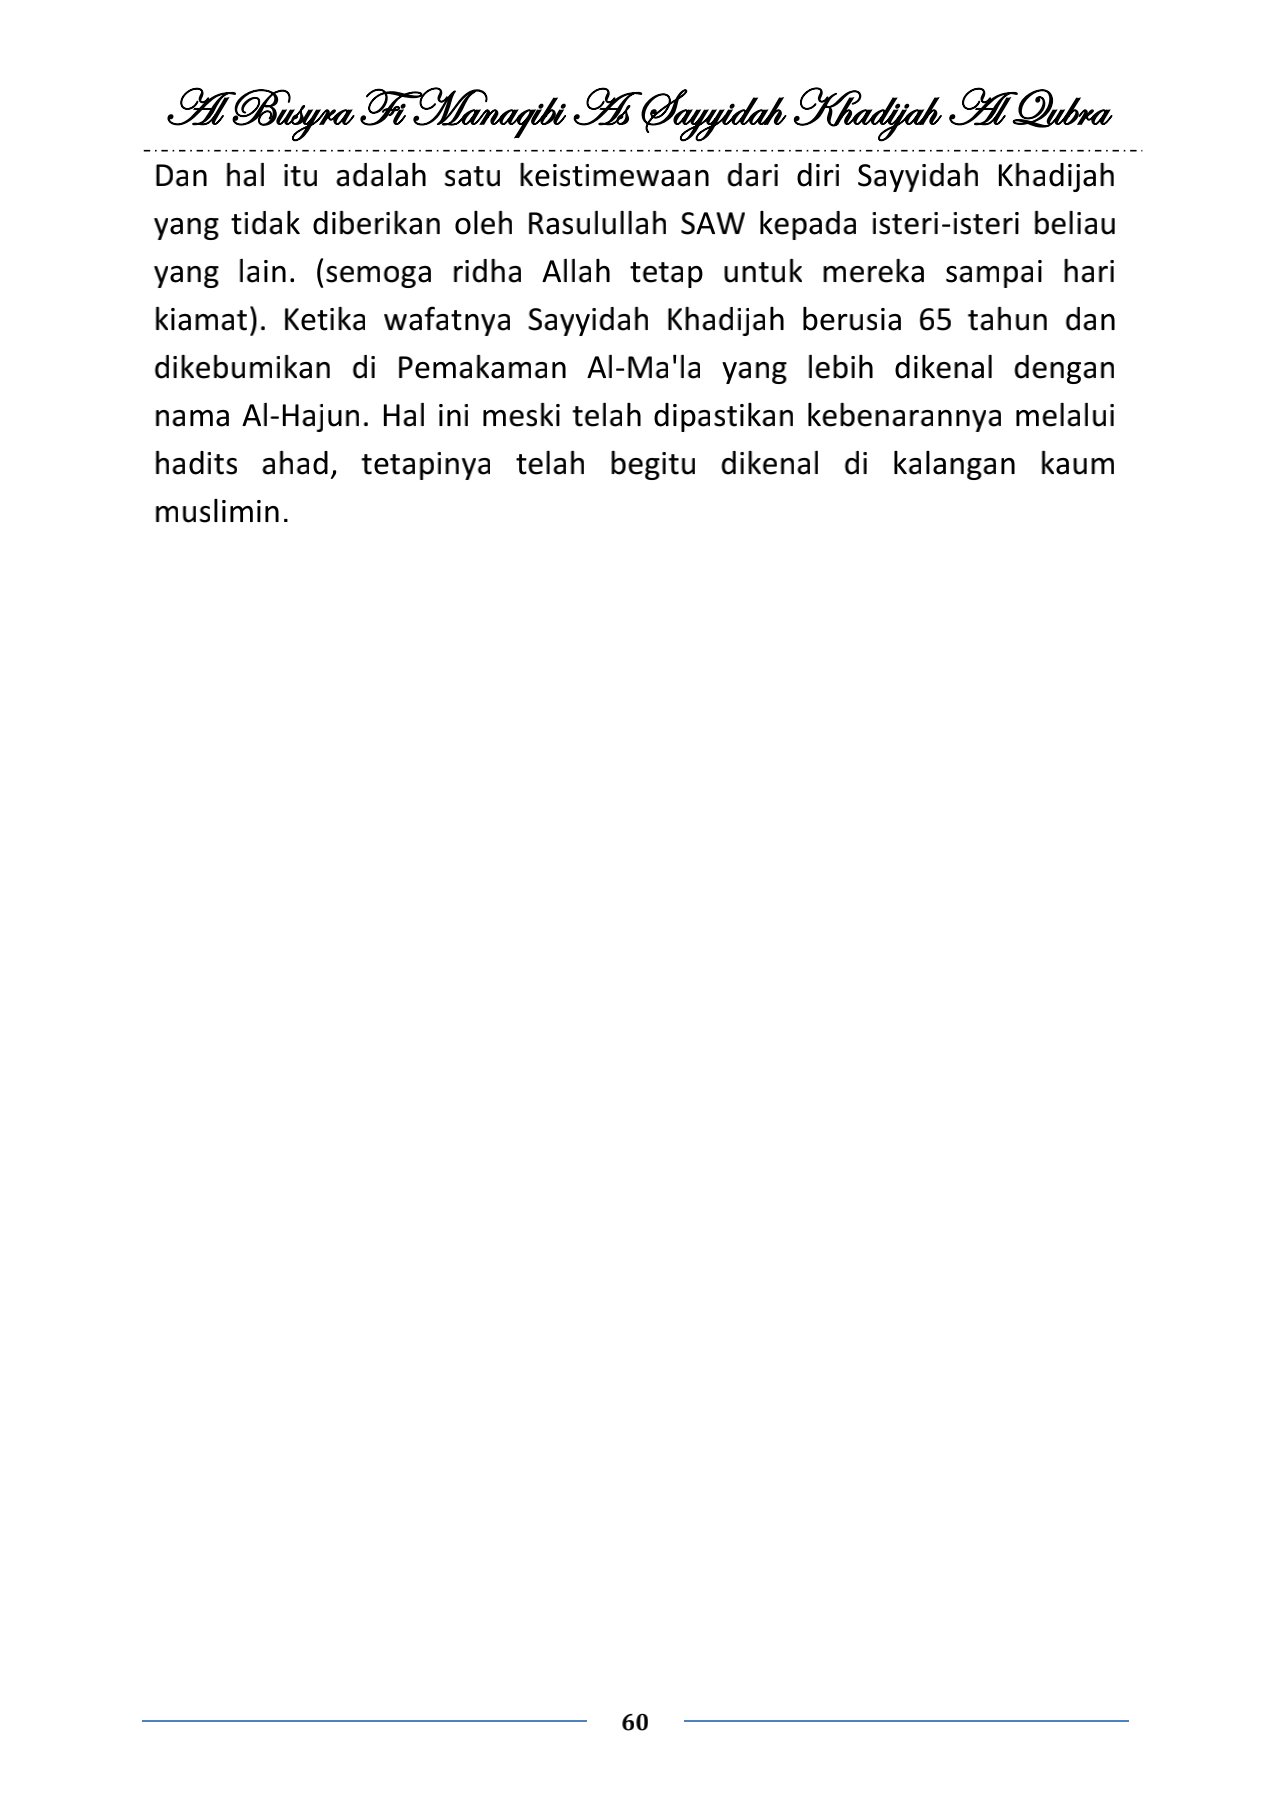 Al Busyra Fi Manaqibi As Sayyidah Khadijah Al Qubra
Dan hal itu adalah satu keistimewaan dari diri Sayyidah Khadijah
yang tidak diberikan oleh Rasulullah SAW kepada isteri-isteri beliau
yang lain. (semoga ridha Allah tetap untuk mereka sampai hari
kiamat). Ketika wafatnya Sayyidah Khadijah berusia 65 tahun dan
dikebumikan di Pemakaman Al-Ma'la yang lebih dikenal dengan
nama Al-Hajun. Hal ini meski telah dipastikan kebenarannya melalui
hadits ahad, tetapinya telah begitu dikenal di kalangan kaum
muslimin.
60